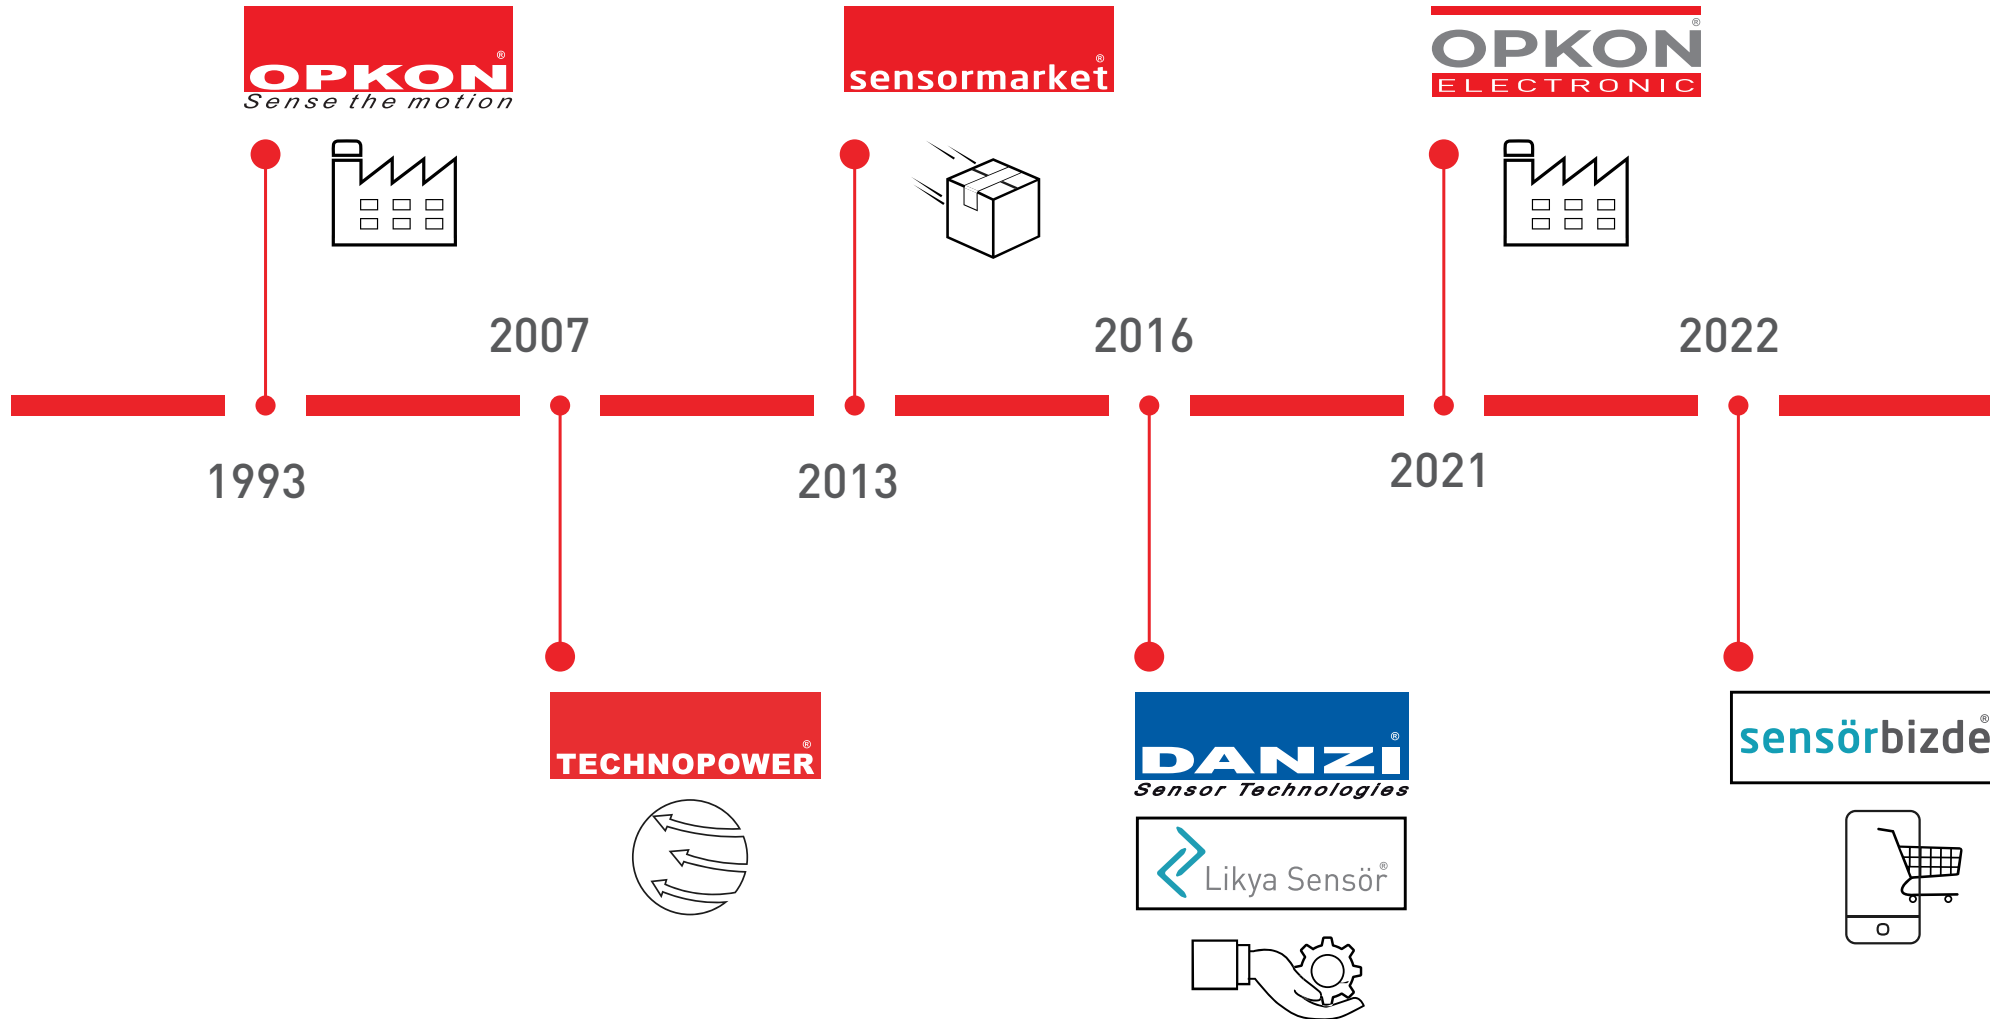 OPKON®
Sense the motion
sensormarket®
OPKON®
ELECTRONIC
2007
2016
2022
1993
2013
2021
TECHNOPOWER®
DANZI®
Sensor Technologies
Likya Sensör®
sensörbizde®